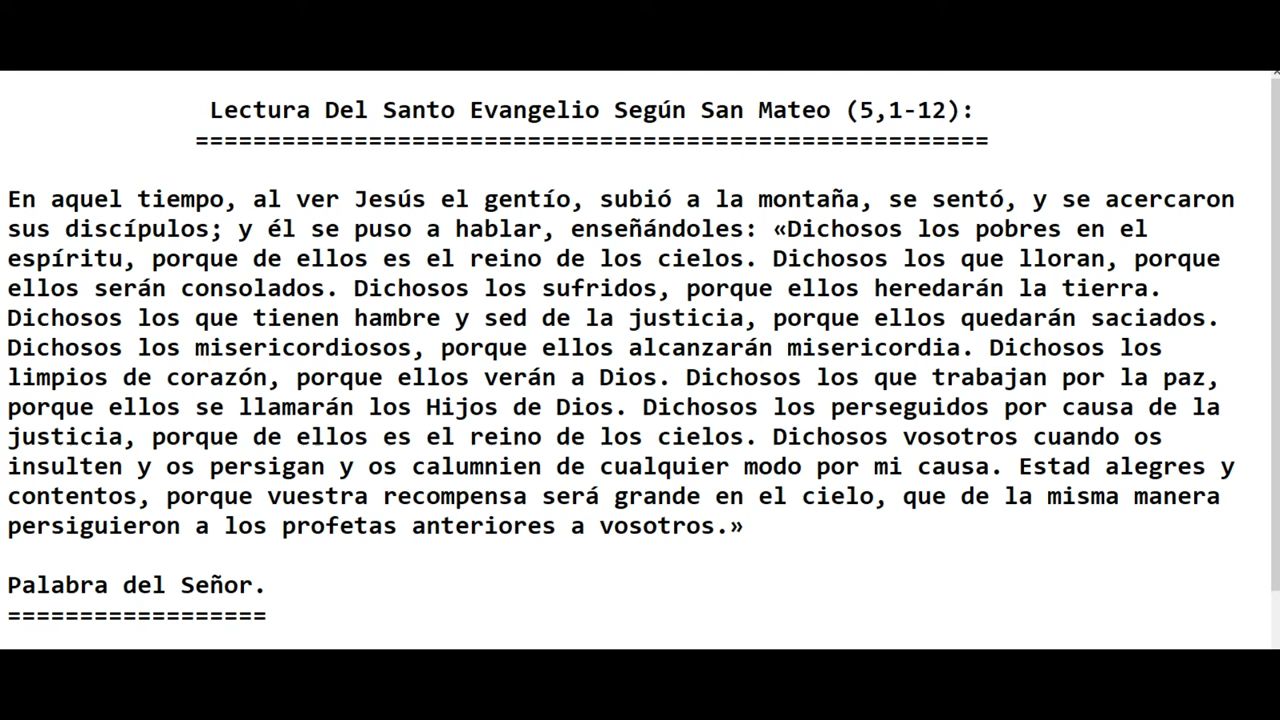 Lectura Del Santo Evangelio Según San Mateo (5,1-12):
=======================================================
En aquel tiempo, al ver Jesús el gentío, subió a la montaña, se sentó, y se acercaron
sus discípulos; y él se puso a hablar, enseñándoles: «Dichosos los pobres en el
espíritu, porque de ellos es el reino de los cielos. Dichosos los que lloran, porque
ellos serán consolados. Dichosos los sufridos, porque ellos heredarán la tierra.
Dichosos los que tienen hambre y sed de la justicia, porque ellos quedarán saciados.
Dichosos los misericordiosos, porque ellos alcanzarán misericordia. Dichosos los
limpios de corazón, porque ellos verán a Dios. Dichosos los que trabajan por la paz,
porque ellos se llamarán los Hijos de Dios. Dichosos los perseguidos por causa de la
justicia, porque de ellos es el reino de los cielos. Dichosos vosotros cuando os
insulten y os persigan y os calumnien de cualquier modo por mi causa. Estad alegres y
contentos, porque vuestra recompensa será grande en el cielo, que de la misma manera
persiguieron a los profetas anteriores a vosotros.»
Palabra del Señor.
==================